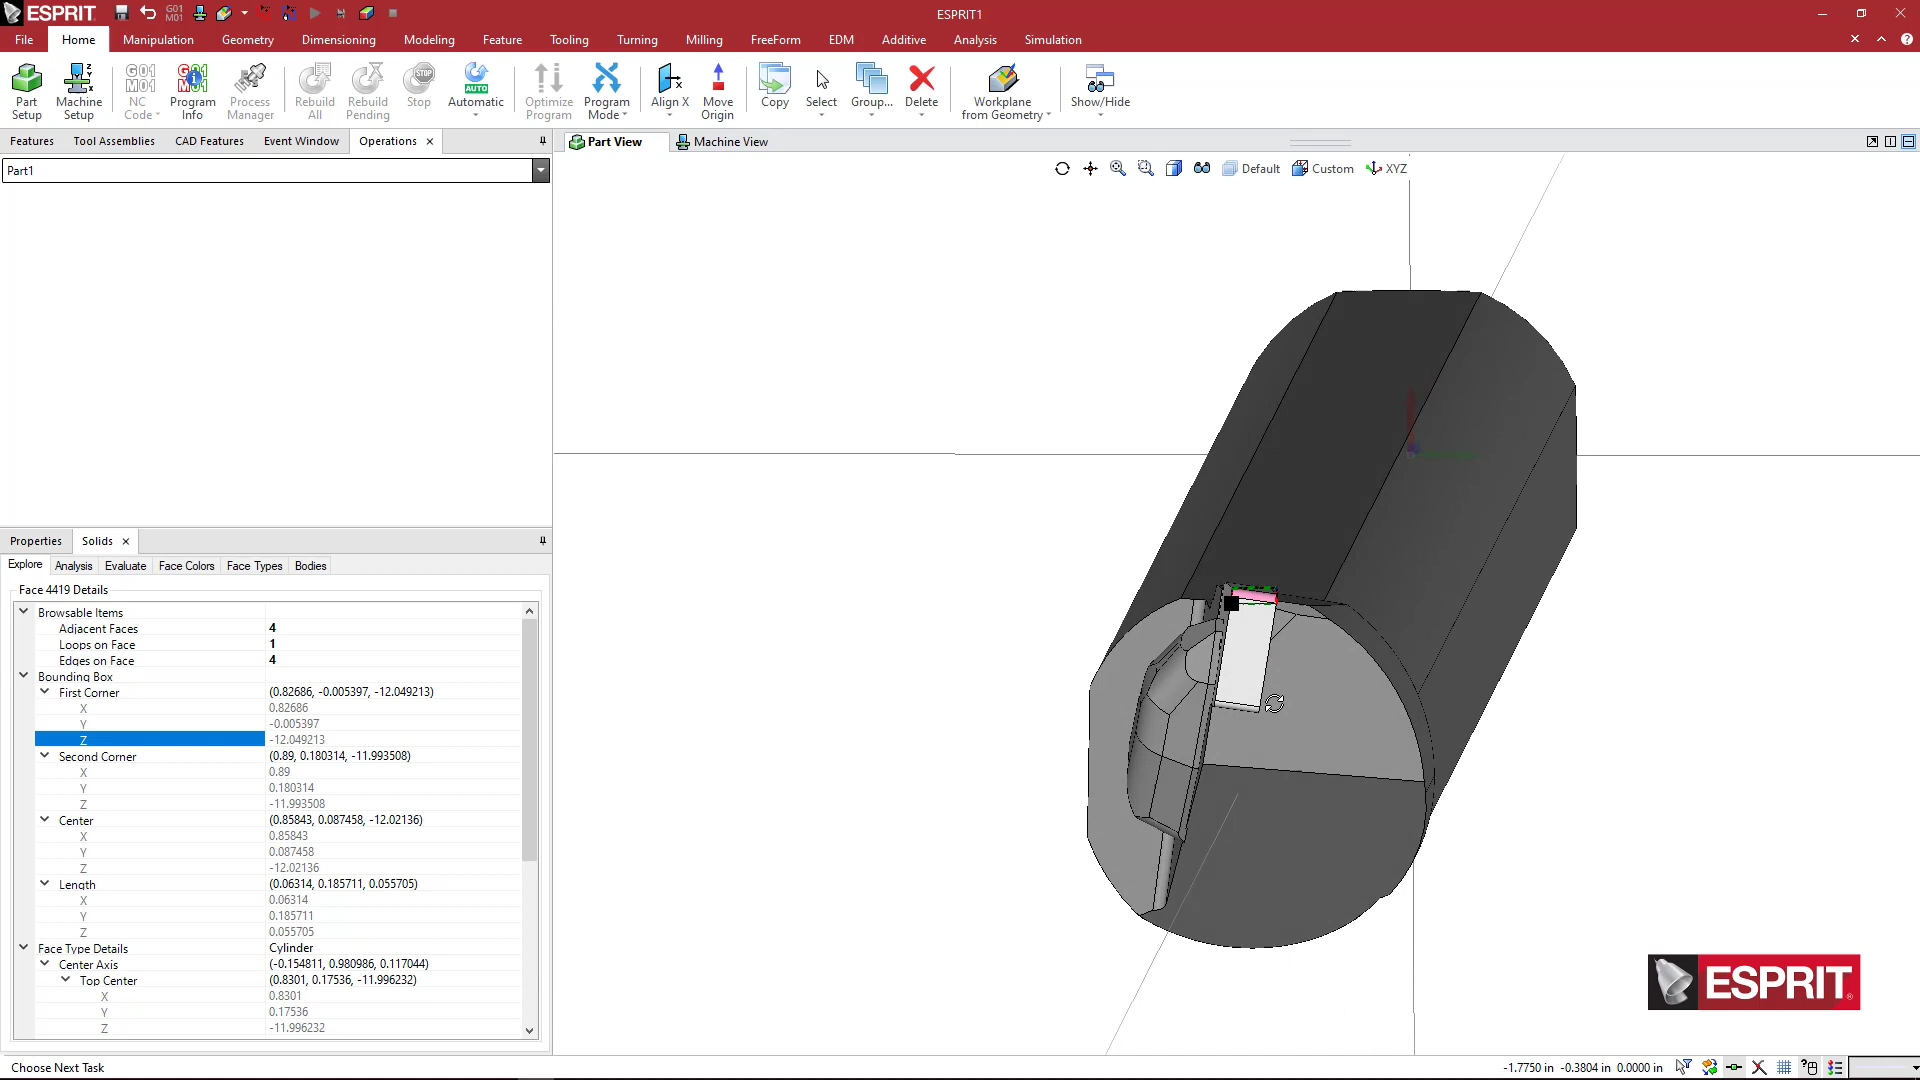 ESPRIT
G01
M01
ESPRIT1
File Home Manipulation Geometry Dimensioning Modeling Feature Tooling Turning Milling FreeForm EDM Additive Analysis Simulation
Part Setup
Machine Setup
G01 M01 NC Code
G01 M01 Program Info
Process Manager
Rebuild All
Rebuild Pending
STOP Stop
AUTO Automatic
Optimize Program
Program Mode
Align X
Move Origin
Copy
Select
Group...
Delete
Workplane from Geometry
Show/Hide
Features Tool Assemblies CAD Features Event Window Operations
Part View Machine View
Part1
Default Custom XYZ
Properties Solids
Explore Analysis Evaluate Face Colors Face Types Bodies
Face 4419 Details
Browsable Items
Adjacent Faces 4
Loops on Face 1
Edges on Face 4
Bounding Box
First Corner (0.82686, -0.005397, -12.049213)
X 0.82686
Y -0.005397
Z -12.049213
Second Corner (0.89, 0.180314, -11.993508)
X 0.89
Y 0.180314
Z -11.993508
Center (0.85843, 0.087458, -12.02136)
X 0.85843
Y 0.087458
Z -12.02136
Length (0.06314, 0.185711, 0.055705)
X 0.06314
Y 0.185711
Z 0.055705
Face Type Details Cylinder
Center Axis (-0.154811, 0.980986, 0.117044)
Top Center (0.8301, 0.17536, -11.996232)
X 0.8301
Y 0.17536
Z -11.996232
ESPRIT
Choose Next Task
-1.7750 in -0.3804 in 0.0000 in